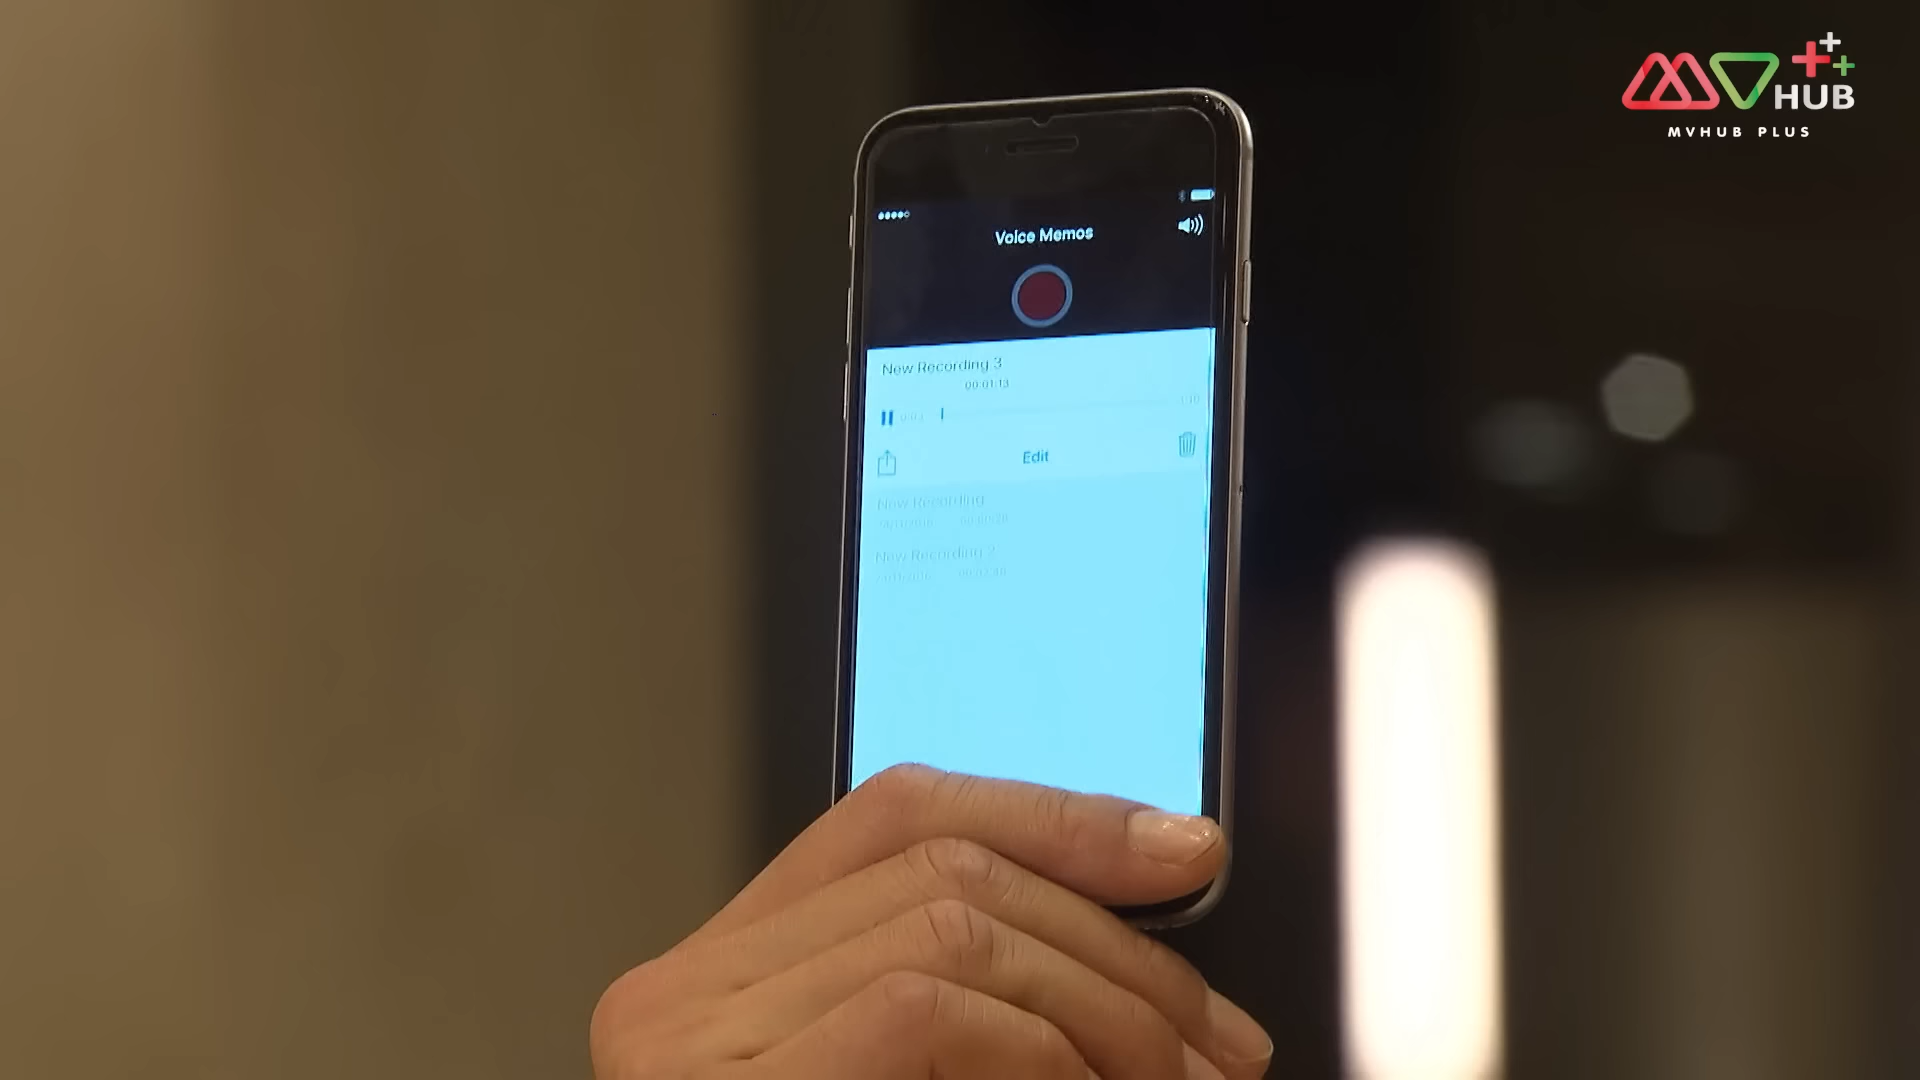 HUB
MVHUB PLUS
Voice Memos
New Recording 3
00:01:13
Edit
New Recording
New Recording 2